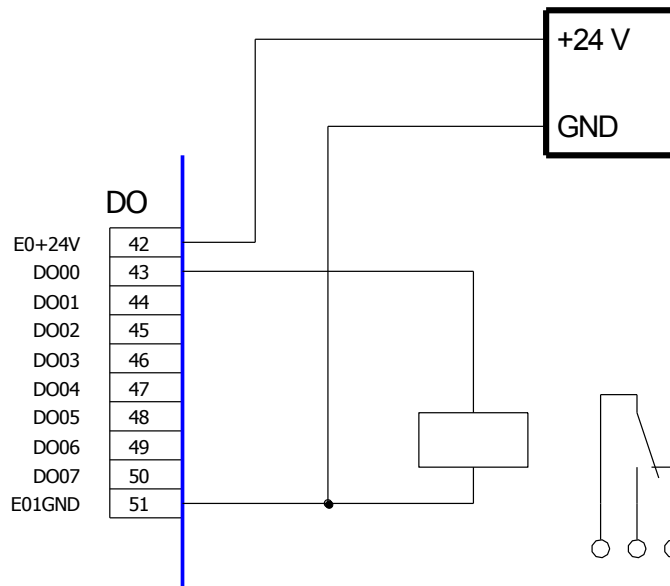 +24 V
GND
DO
E0+24V 42
DO00 43
DO01 44
DO02 45
DO03 46
DO04 47
DO05 48
DO06 49
DO07 50
E01GND 51